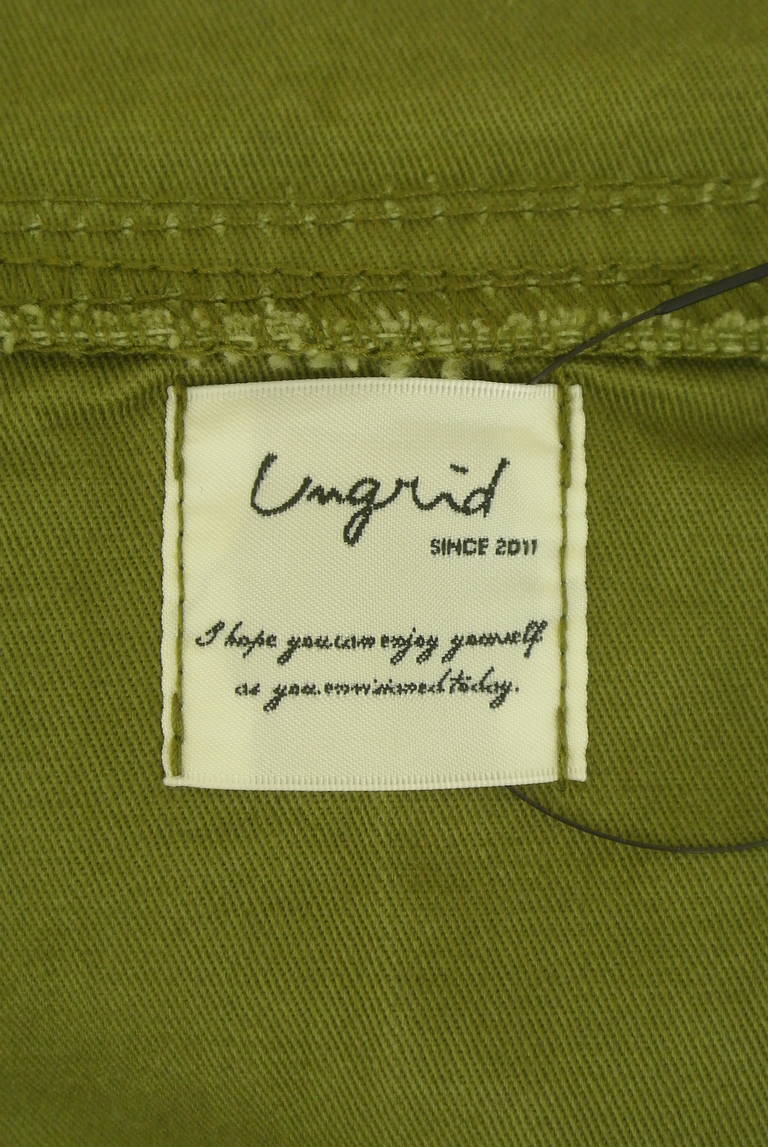 Ungrid
SINCE 2011
I hope you can enjoy yourself
as you envisioned today.